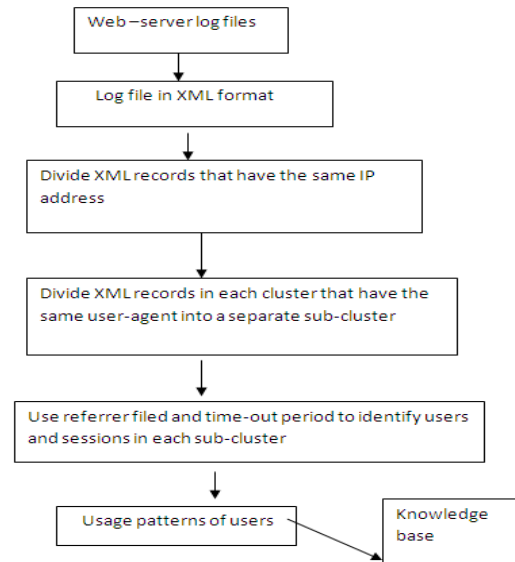 Web –server log files
Log file in XML format
Divide XML records that have the same IP
address
Divide XML records in each cluster that have the
same user-agent into a separate sub-cluster
Use referrer filed and time-out period to identify users
and sessions in each sub-cluster
Usage patterns of users
Knowledge
base